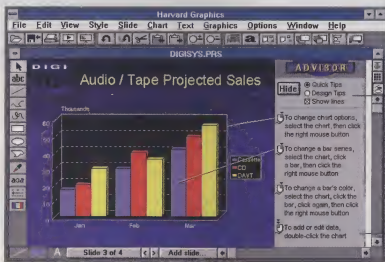 Harvard Graphics
File Edit View Style Slide Chart Text Graphics Options Window Help
DIGISYS.PRS
DIGI
Audio / Tape Projected Sales
Thousands
60
50
40
30
20
10
0
Jan Feb Mar
Cassette
CD
DAXT
ADVISOR
Hide
Quick Tips
Design Tips
Show lines
To change chart options,
select the chart, then click
the right mouse button
To change a bar series,
select the chart, click
a bar, then click the
right mouse button
To change a bar's color,
select the chart, click the
bar, click again, then click
the right mouse button
To add or edit data,
double-click the chart
abc
Slide 3 of 4 Add slide...